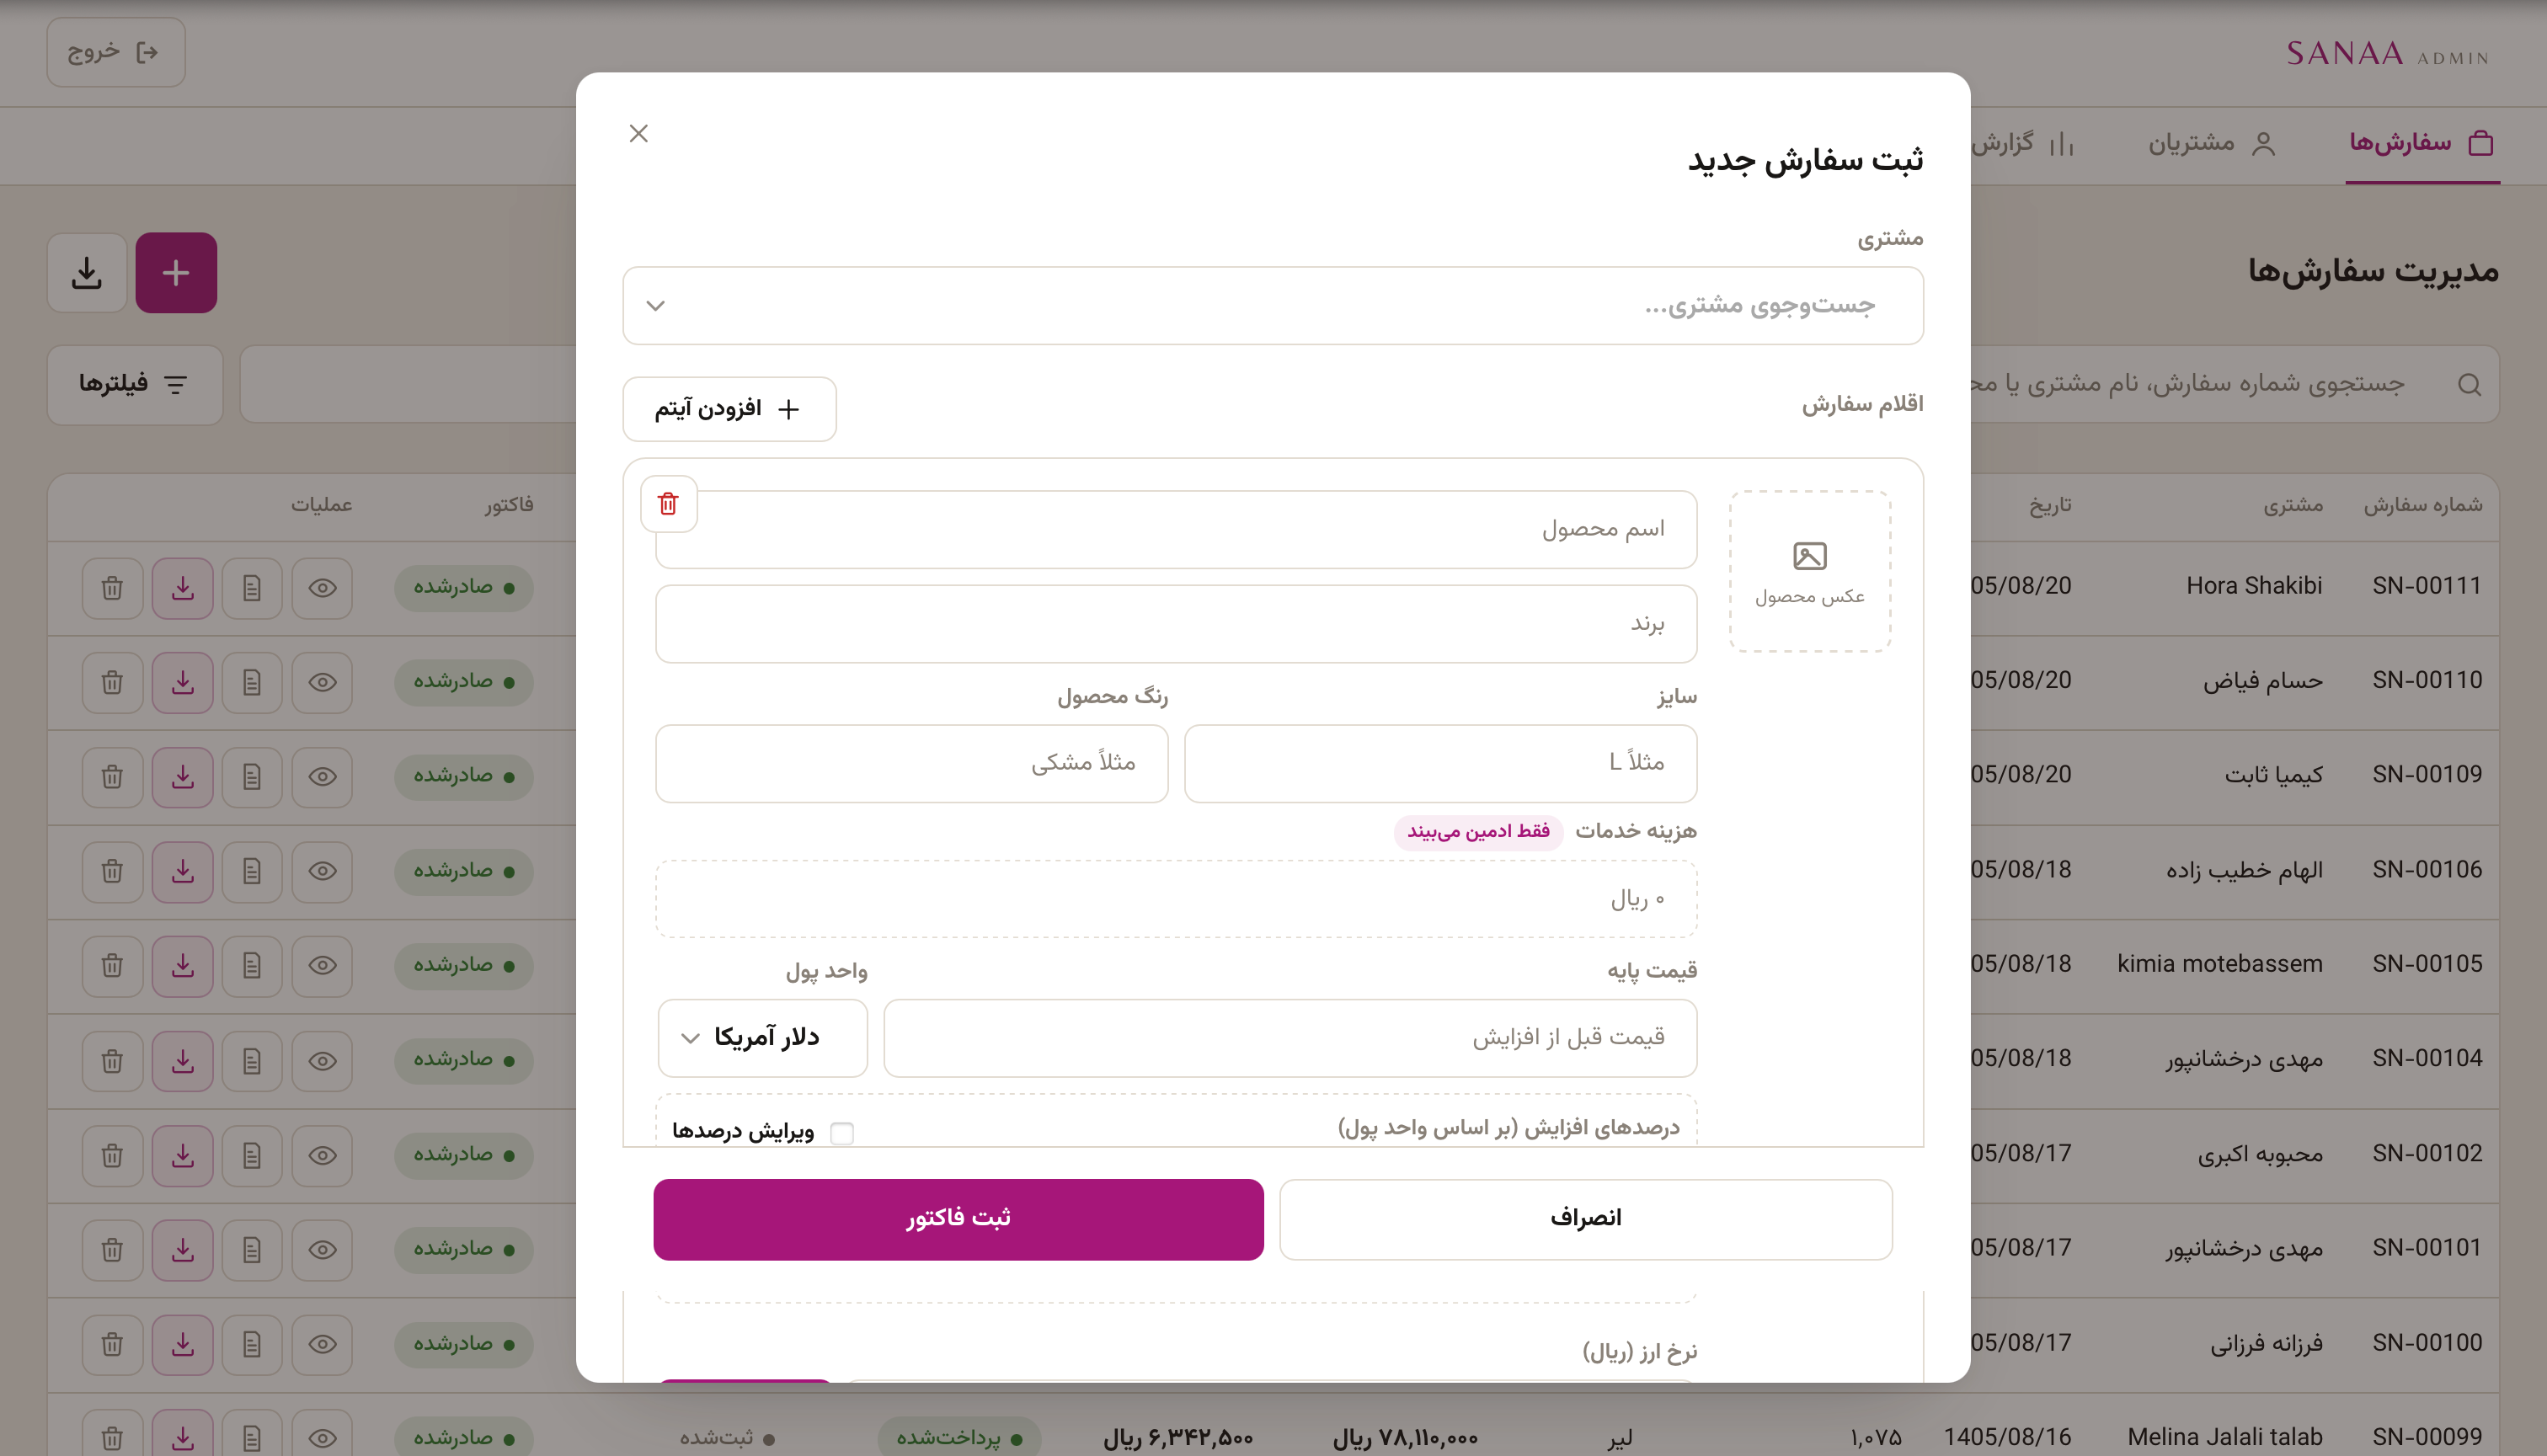 SANAA ADMIN
خروج
سفارش‌ها
مشتریان
گزارش
مدیریت سفارش‌ها
جستجوی شماره سفارش، نام مشتری یا
فیلترها
شماره سفارش مشتری تاریخ فاکتور عملیات
SN-00111 Hora Shakibi 05/08/20 صادرشده
SN-00110 حسام فیاض 05/08/20 صادرشده
SN-00109 کیمیا ثابت 05/08/20 صادرشده
SN-00106 الهام خطیب زاده 05/08/18 صادرشده
SN-00105 kimia motebassem 05/08/18 صادرشده
SN-00104 مهدی درخشانپور 05/08/18 صادرشده
SN-00102 محبوبه اکبری 05/08/17 صادرشده
SN-00101 مهدی درخشانپور 05/08/17 صادرشده
SN-00100 فرزانه فرزانی 05/08/17 صادرشده
SN-00099 Melina Jalali talab 1405/08/16 ۱,۰۷۵ لیر ۷۸,۱۱۰,۰۰۰ ریال ۶,۳۴۲,۵۰۰ ریال پرداخت‌شده ثبت‌شده صادرشده
ثبت سفارش جدید
مشتری
جست‌وجوی مشتری...
اقلام سفارش
افزودن آیتم
عکس محصول
اسم محصول
برند
سایز
رنگ محصول
مثلاً L
مثلاً مشکی
هزینه خدمات فقط ادمین می‌بیند
۰ ریال
قیمت پایه
واحد پول
قیمت قبل از افزایش
دلار آمریکا
درصدهای افزایش (بر اساس واحد پول)
ویرایش درصدها
انصراف
ثبت فاکتور
نرخ ارز (ریال)